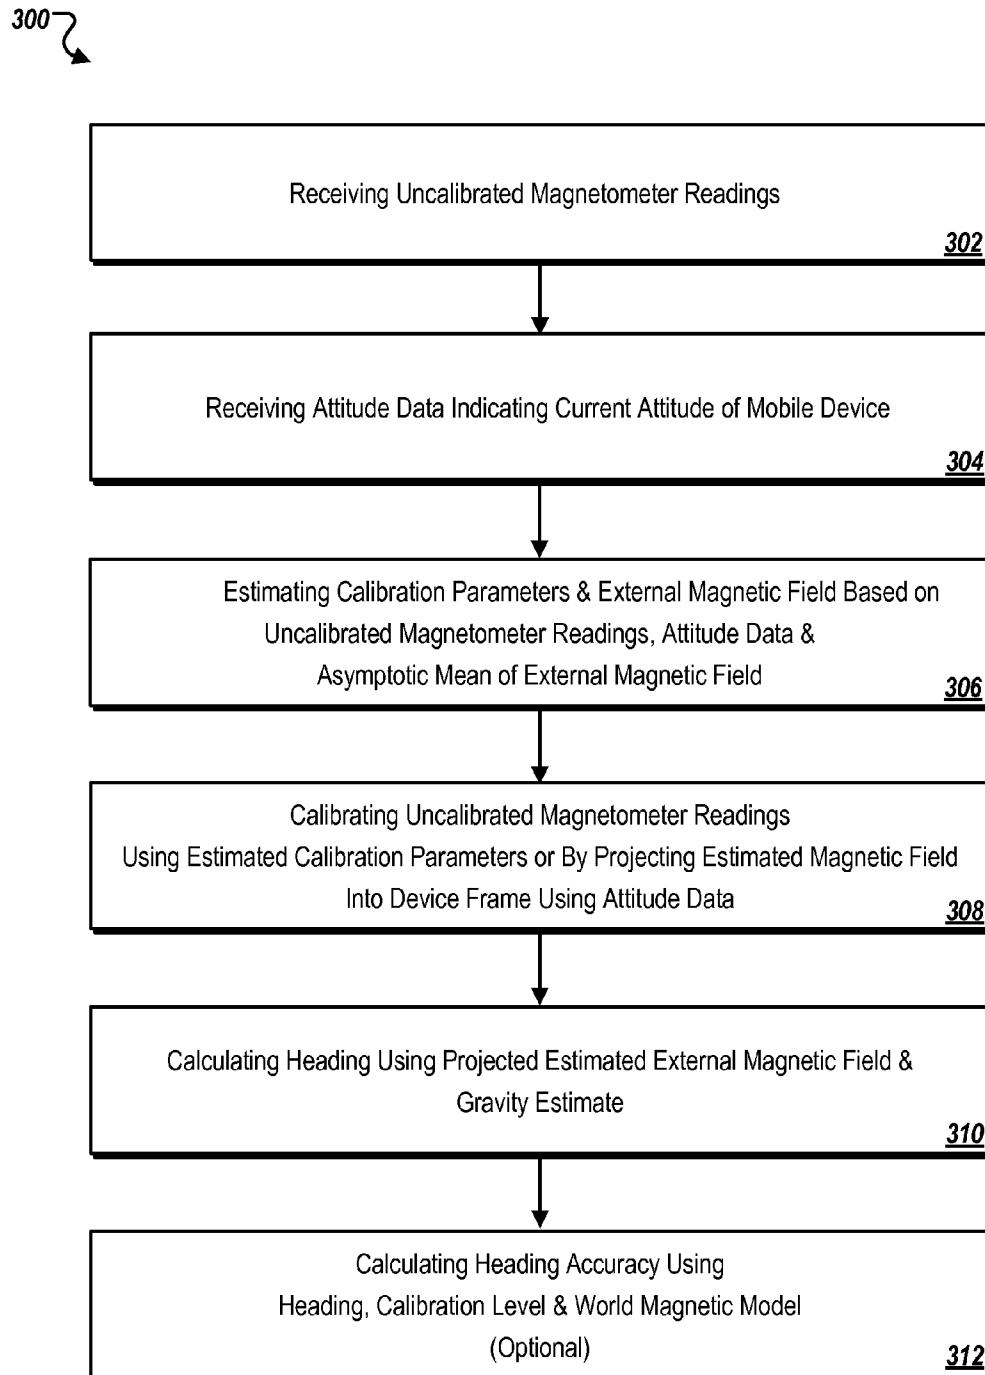 300
Receiving Uncalibrated Magnetometer Readings
302
Receiving Attitude Data Indicating Current Attitude of Mobile Device
304
Estimating Calibration Parameters & External Magnetic Field Based on
Uncalibrated Magnetometer Readings, Attitude Data &
Asymptotic Mean of External Magnetic Field
306
Calibrating Uncalibrated Magnetometer Readings
Using Estimated Calibration Parameters or By Projecting Estimated Magnetic Field
Into Device Frame Using Attitude Data
308
Calculating Heading Using Projected Estimated External Magnetic Field &
Gravity Estimate
310
Calculating Heading Accuracy Using
Heading, Calibration Level & World Magnetic Model
(Optional)
312